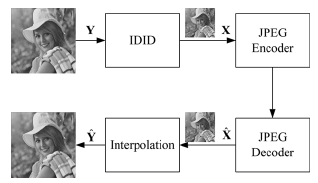 Y
IDID
X
JPEG
Encoder
Ŷ
Interpolation
X̂
JPEG
Decoder